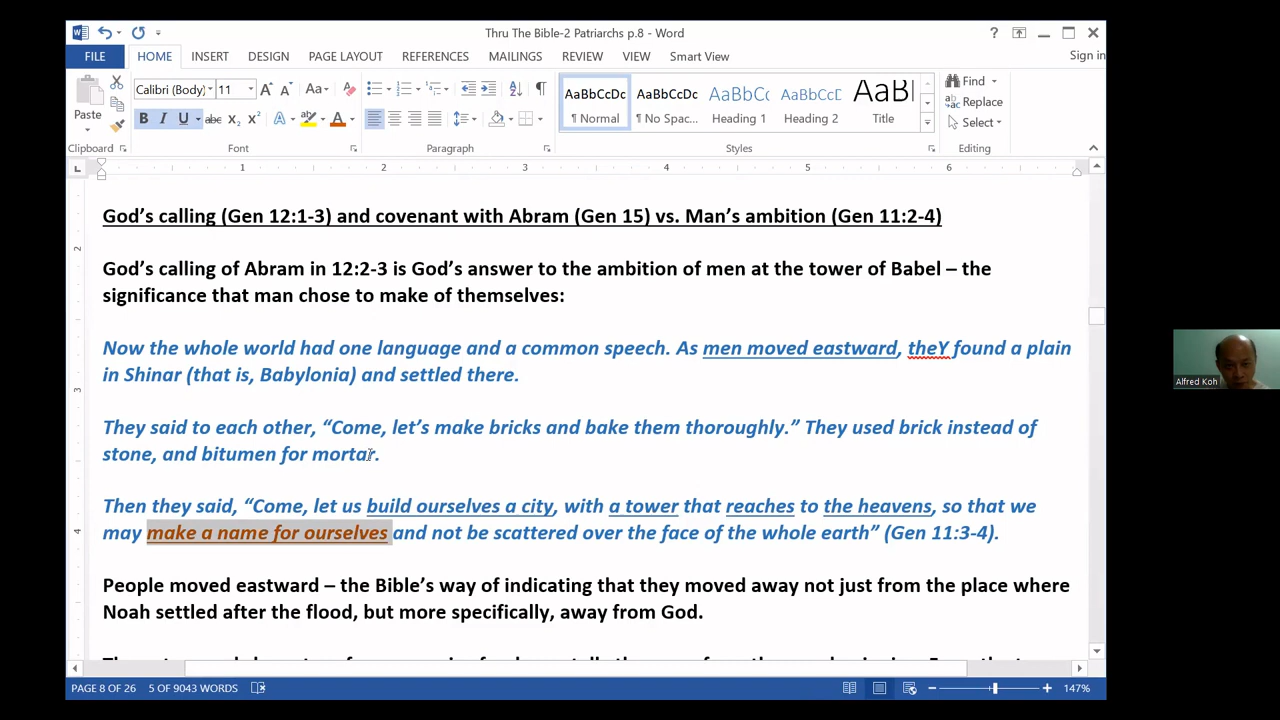 Thru The Bible-2 Patriarchs p.8 - Word
FILE HOME INSERT DESIGN PAGE LAYOUT REFERENCES MAILINGS REVIEW VIEW Smart View Sign in
Calibri (Body) 11
Paste
AaBbCcDc AaBbCcDc AaBbCc AaBbCcD AaBl
¶ Normal ¶ No Spac... Heading 1 Heading 2 Title
Find
Replace
Select
Clipboard Font Paragraph Styles Editing
1 2 3 4 5 6
God's calling (Gen 12:1-3) and covenant with Abram (Gen 15) vs. Man's ambition (Gen 11:2-4)
God's calling of Abram in 12:2-3 is God's answer to the ambition of men at the tower of Babel – the
significance that man chose to make of themselves:
Now the whole world had one language and a common speech. As men moved eastward, theY found a plain
in Shinar (that is, Babylonia) and settled there.
They said to each other, “Come, let's make bricks and bake them thoroughly.” They used brick instead of
stone, and bitumen for mortar.
Then they said, “Come, let us build ourselves a city, with a tower that reaches to the heavens, so that we
may make a name for ourselves and not be scattered over the face of the whole earth” (Gen 11:3-4).
People moved eastward – the Bible's way of indicating that they moved away not just from the place where
Noah settled after the flood, but more specifically, away from God.
PAGE 8 OF 26 5 OF 9043 WORDS 147%
Alfred Koh